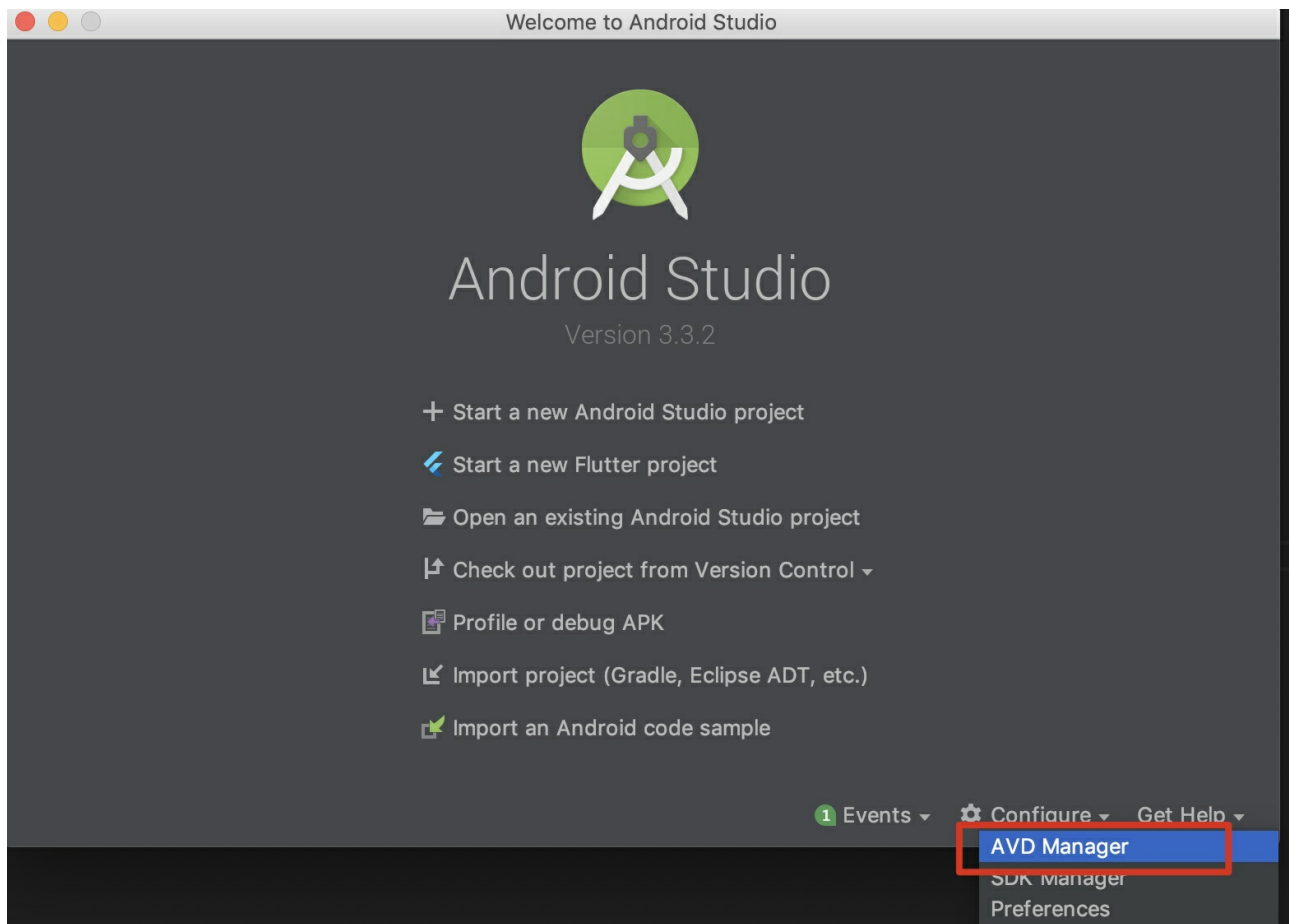 Welcome to Android Studio
Android Studio
Version 3.3.2
Start a new Android Studio project
Start a new Flutter project
Open an existing Android Studio project
Check out project from Version Control
Profile or debug APK
Import project (Gradle, Eclipse ADT, etc.)
Import an Android code sample
1 Events Configure Get Help
AVD Manager
SDK Manager
Preferences